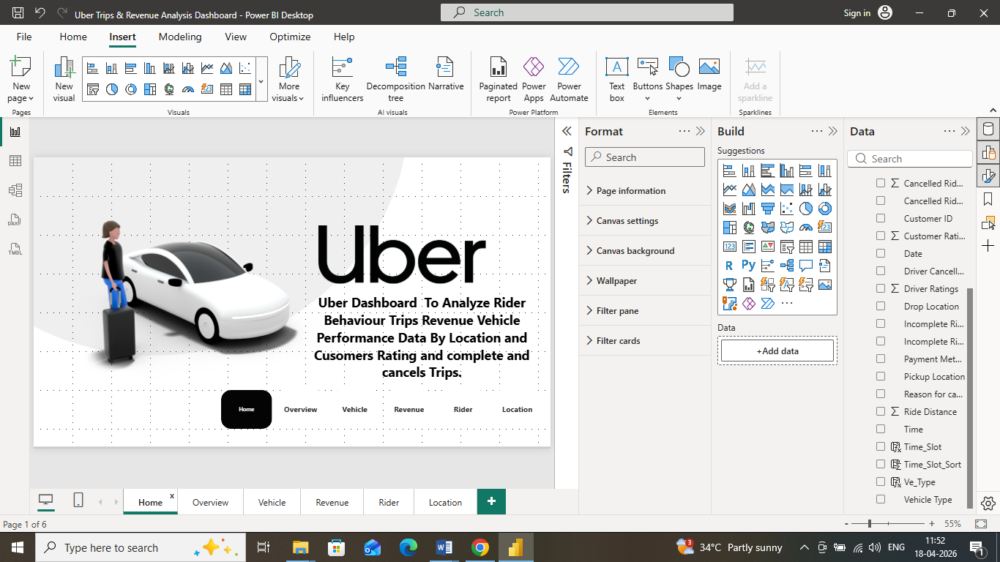 Uber Trips & Revenue Analysis Dashboard - Power BI Desktop
Search
Sign in
File
Home
Insert
Modeling
View
Optimize
Help
New page
Pages
New visual
More visuals
Visuals
Key influencers
Decomposition tree
Narrative
AI visuals
Paginated report
Power Apps
Power Automate
Power Platform
Text box
Buttons
Shapes
Image
Elements
Add a sparkline
Sparklines
DAX
TMDL
Uber
Uber Dashboard To Analyze Rider
Behaviour Trips Revenue Vehicle
Performance Data By Location and
Cusomers Rating and complete and
cancels Trips.
Home
Overview
Vehicle
Revenue
Rider
Location
Filters
Format
Search
Page information
Canvas settings
Canvas background
Wallpaper
Filter pane
Filter cards
Build
Suggestions
123
123
R
Py
Data
+Add data
Data
Search
Cancelled Rid...
Cancelled Rid...
Customer ID
Customer Rati...
Date
Driver Cancell...
Driver Ratings
Drop Location
Incomplete Ri...
Incomplete Ri...
Payment Met...
Pickup Location
Reason for ca...
Ride Distance
Time
Time_Slot
Time_Slot_Sort
Ve_Type
Vehicle Type
Home x
Overview
Vehicle
Revenue
Rider
Location
+
Page 1 of 6
- + 55%
Type here to search
3
34°C Partly sunny
ENG
11:52
18-04-2026
1